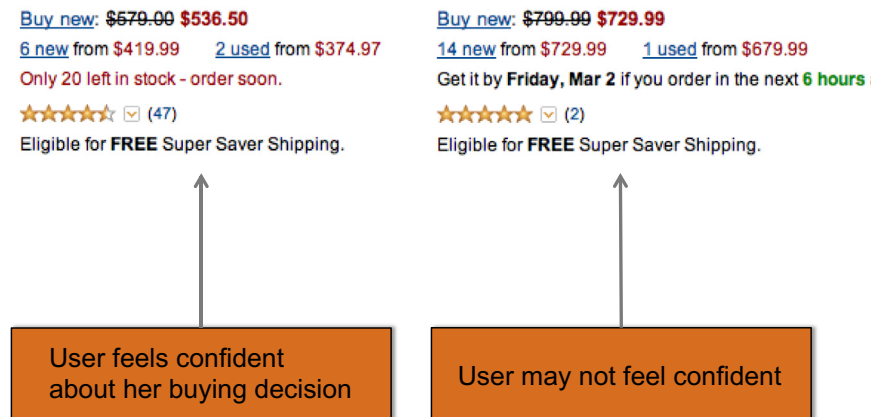 Buy new: $579.00 $536.50
6 new from $419.99 2 used from $374.97
Only 20 left in stock - order soon.
(47)
Eligible for FREE Super Saver Shipping.
Buy new: $799.99 $729.99
14 new from $729.99 1 used from $679.99
Get it by Friday, Mar 2 if you order in the next 6 hours
(2)
Eligible for FREE Super Saver Shipping.
User feels confident
about her buying decision
User may not feel confident